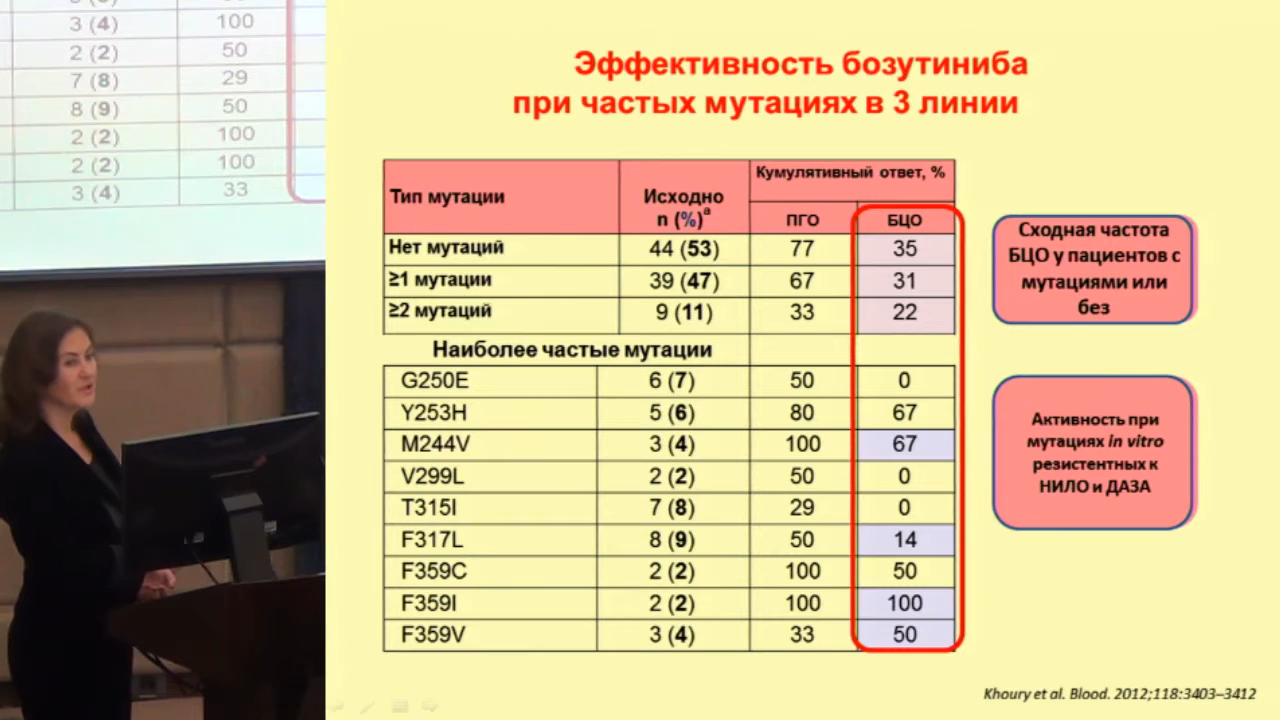 3 (4) 100
2 (2) 50
7 (8) 29
8 (9) 50
2 (2) 100
2 (2) 100
3 (4) 33
Эффективность бозутиниба
при частых мутациях в 3 линии
Тип мутации
Исходно
n (%)ª
Кумулятивный ответ, %
ПГО БЦО
Нет мутаций 44 (53) 77 35
≥1 мутации 39 (47) 67 31
≥2 мутаций 9 (11) 33 22
Наиболее частые мутации
G250E 6 (7) 50 0
Y253H 5 (6) 80 67
M244V 3 (4) 100 67
V299L 2 (2) 50 0
T315I 7 (8) 29 0
F317L 8 (9) 50 14
F359C 2 (2) 100 50
F359I 2 (2) 100 100
F359V 3 (4) 33 50
Сходная частота
БЦО у пациентов с
мутациями или
без
Активность при
мутациях in vitro
резистентных к
НИЛО и ДАЗА
Khoury et al. Blood. 2012;118:3403–3412